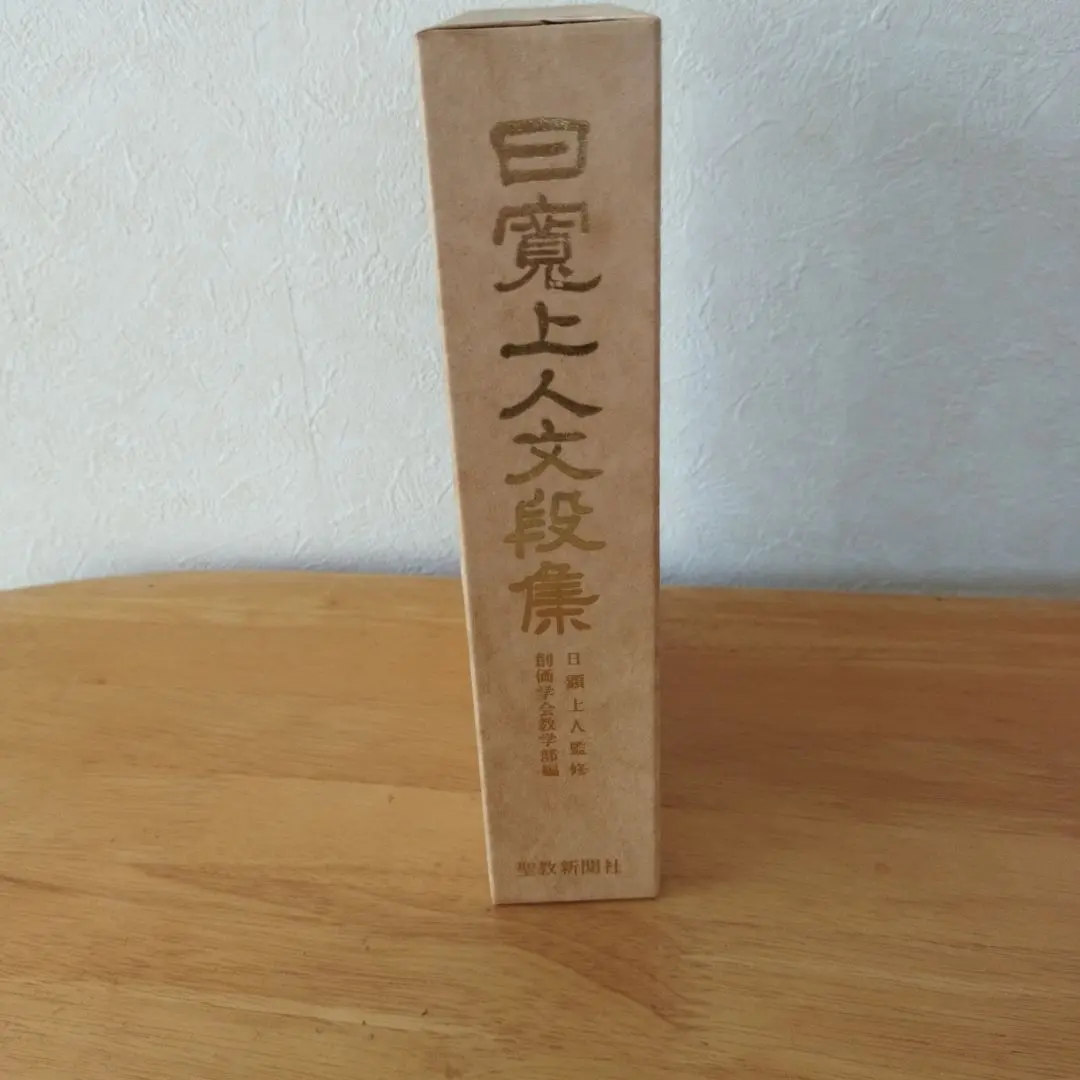 日寛上人文段集
日顕上人監修
創価学会教学部編
聖教新聞社